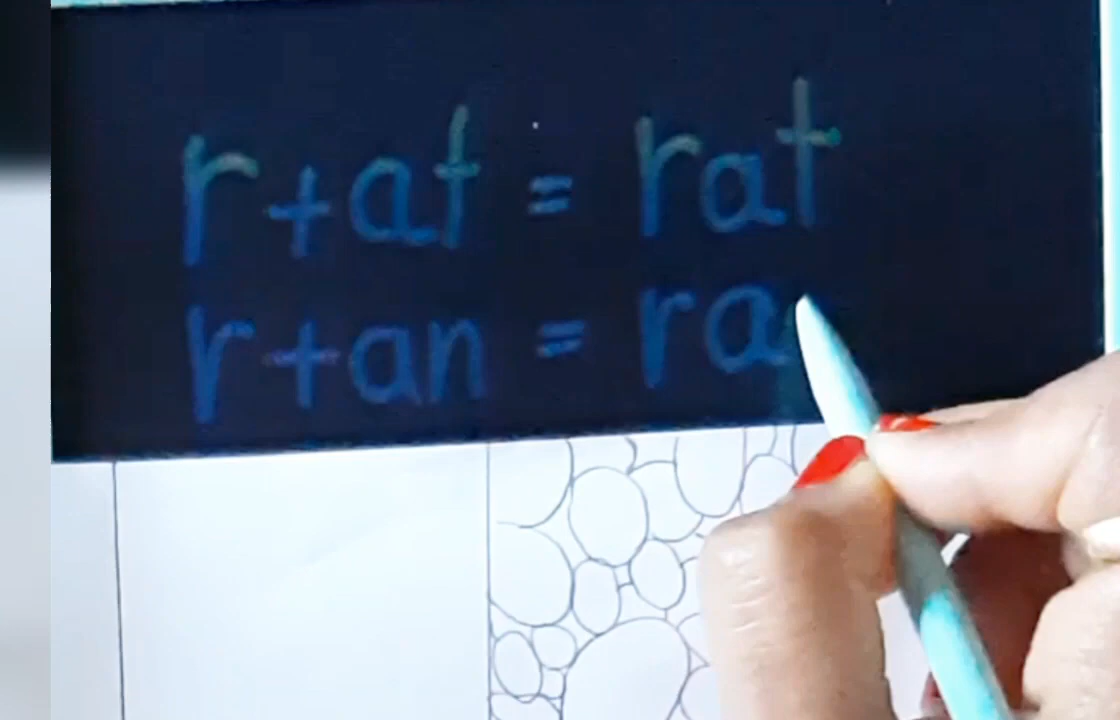 r+at = rat
r+an = ra